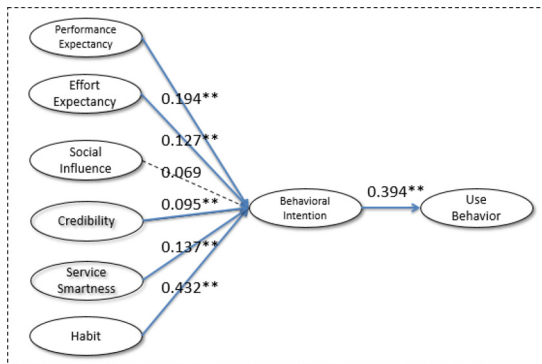 Performance
Expectancy
Effort
Expectancy
0.194**
0.127**
Social
Influence
0.069
0.095**
Credibility
Behavioral
Intention
0.394**
Use
Behavior
0.137**
Service
Smartness
0.432**
Habit